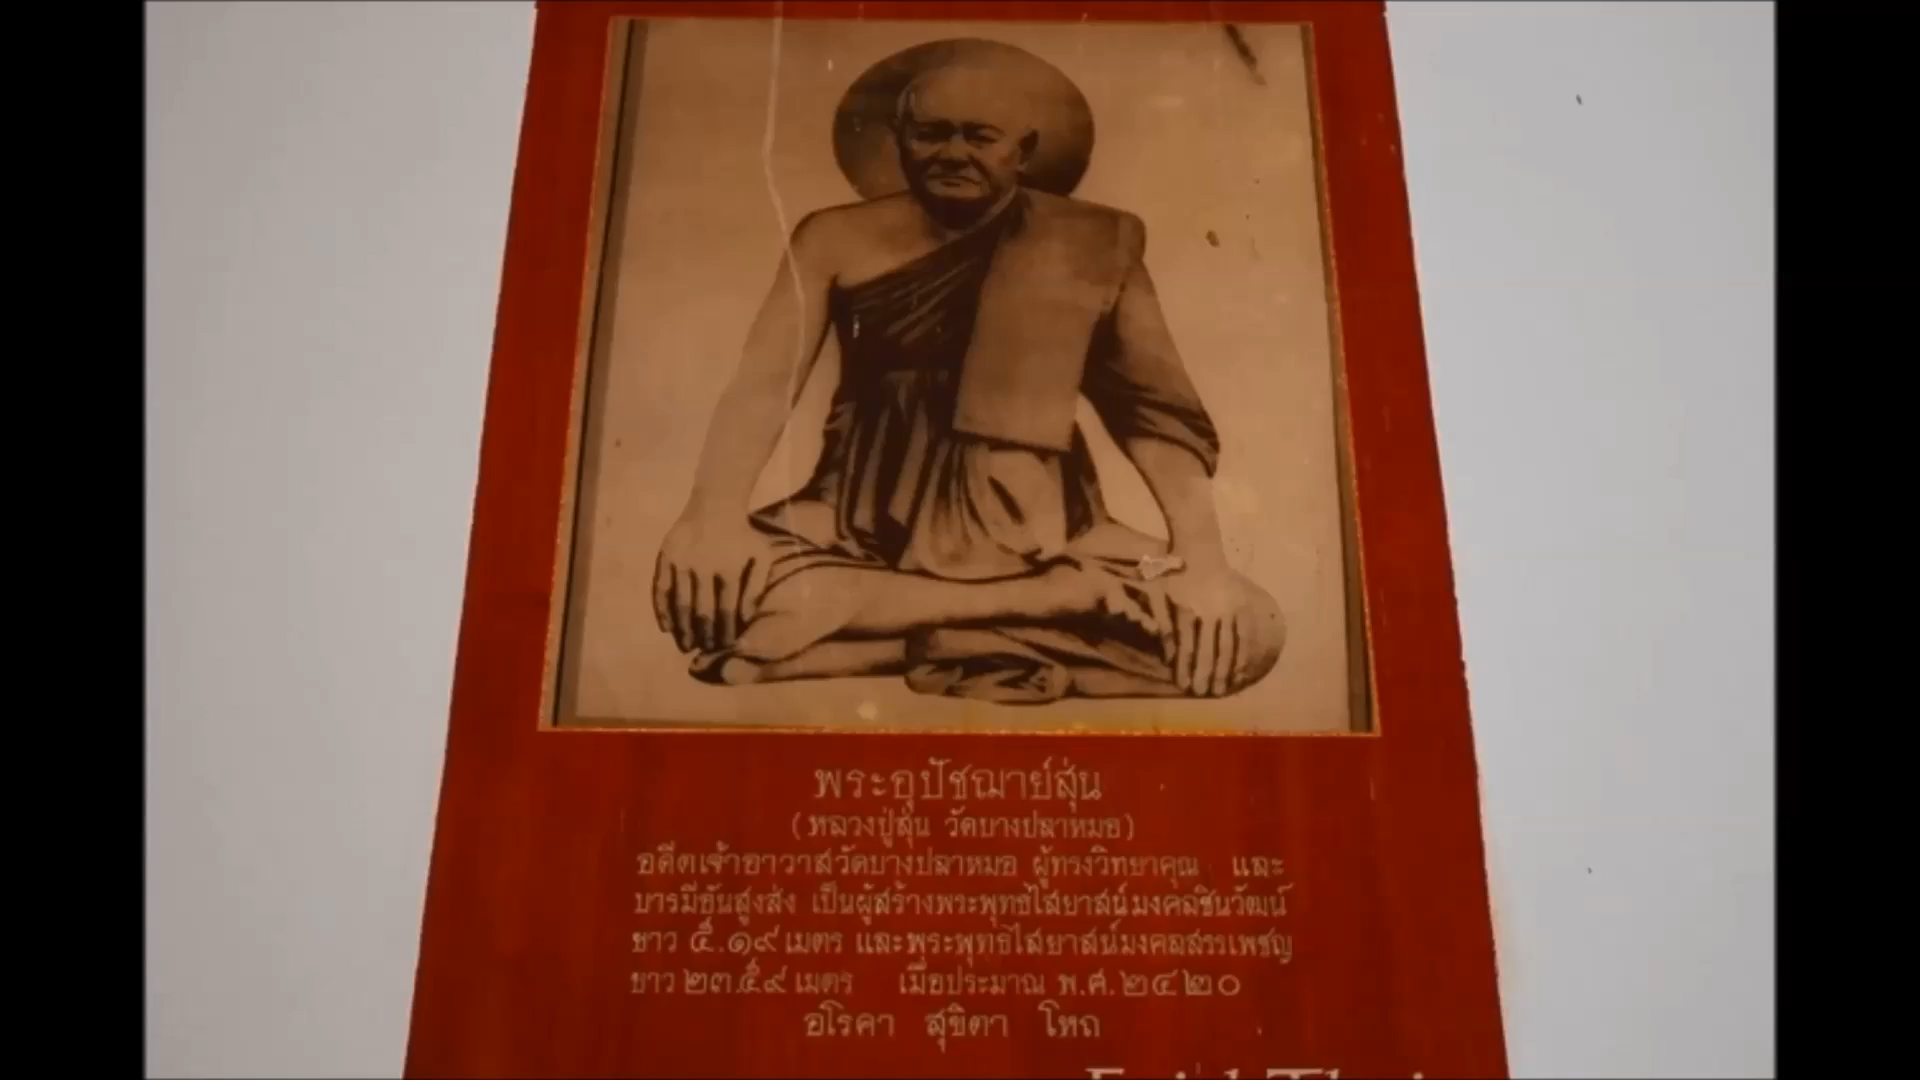 พระอุปัชฌาย์สุ่น
(หลวงปู่สุ่น วัดบางปลาหมอ)
อดีตเจ้าอาวาสวัดบางปลาหมอ ผู้ทรงวิทยาคุณ และ
บารมีอันสูงส่ง เป็นผู้สร้างพระพุทธไสยาสน์มงคลชินวัฒน์
ยาว ๕.๑๙ เมตร และพระพุทธไสยาสน์มงคลสรรเพชญ
ยาว ๒๓.๕๙ เมตร เมื่อประมาณ พ.ศ. ๒๔๒๐
อโรคา สุขิตา โหถ